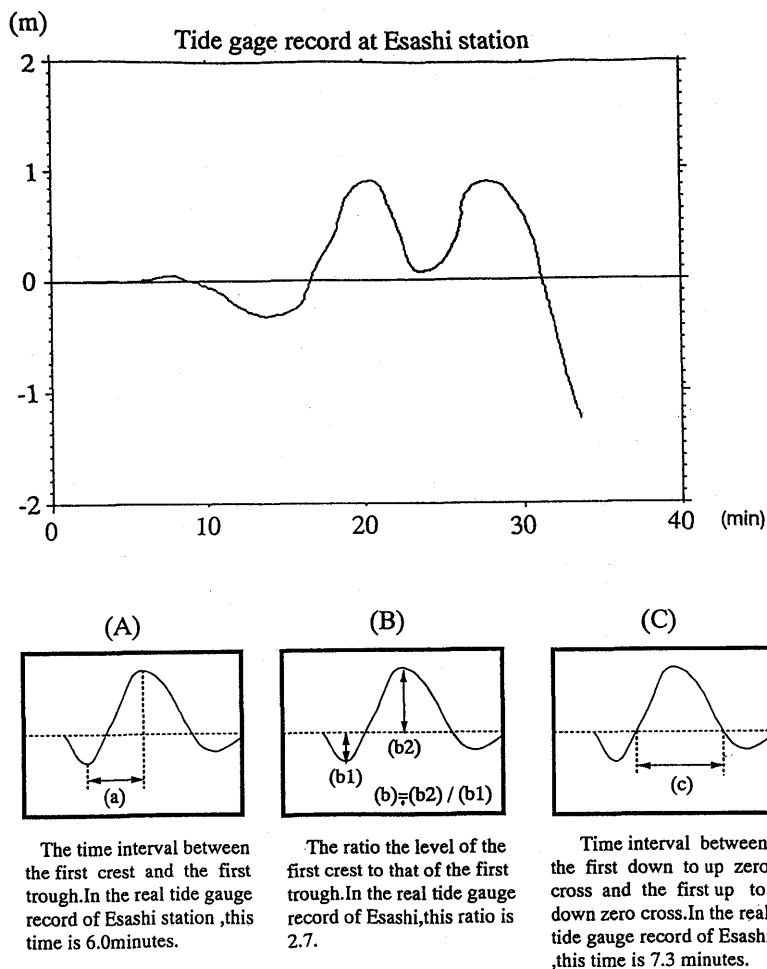 (m)
Tide gage record at Esashi station
2
1
0
-1
-2
0 10 20 30 40 (min)
(A)
(a)
The time interval between
the first crest and the first
trough.In the real tide gauge
record of Esashi station ,this
time is 6.0minutes.
(B)
(b1)
(b2)
(b)=(b2) / (b1)
The ratio the level of the
first crest to that of the first
trough.In the real tide gauge
record of Esashi,this ratio is
2.7.
(C)
(c)
Time interval between
the first down to up zero
cross and the first up to
down zero cross.In the real
tide gauge record of Esashi
,this time is 7.3 minutes.